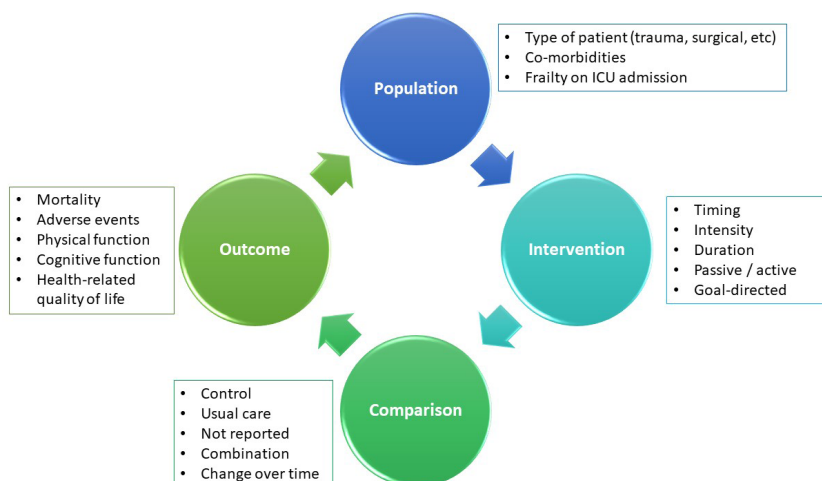 Population
• Type of patient (trauma, surgical, etc)
• Co-morbidities
• Frailty on ICU admission
Intervention
• Timing
• Intensity
• Duration
• Passive / active
• Goal-directed
Comparison
• Control
• Usual care
• Not reported
• Combination
• Change over time
Outcome
• Mortality
• Adverse events
• Physical function
• Cognitive function
• Health-related
quality of life